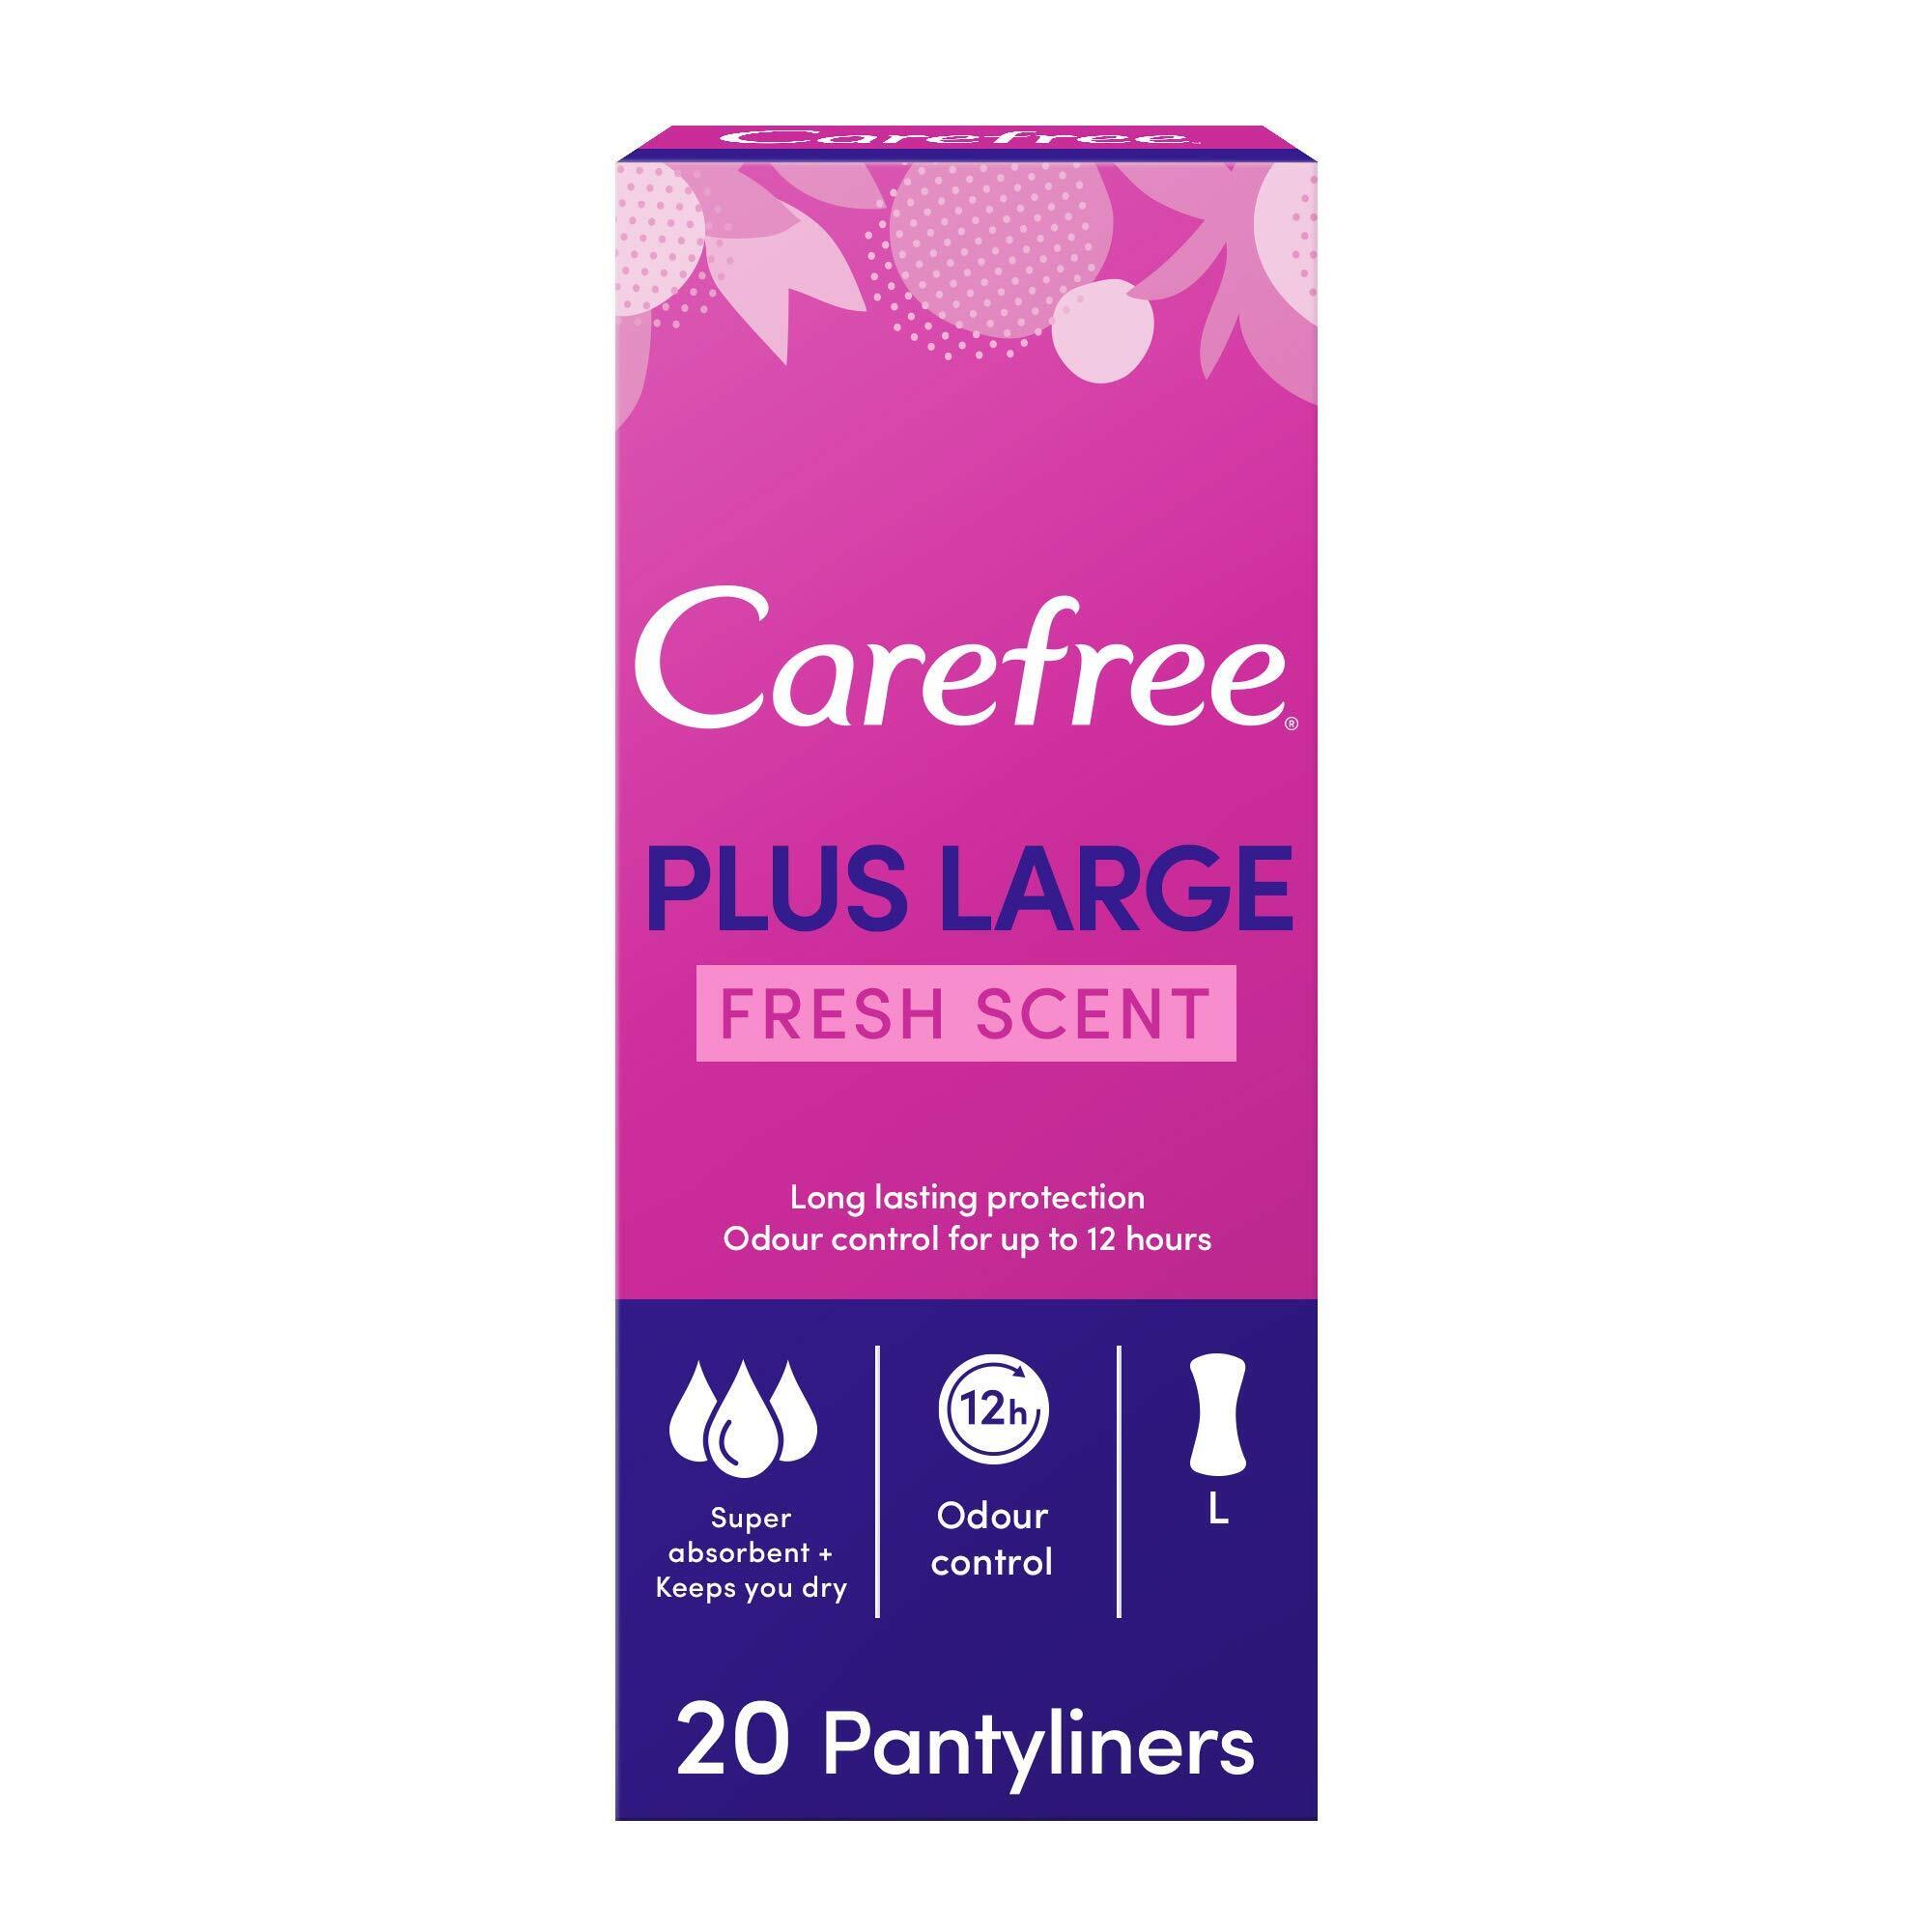 Carefree
Carefree®
PLUS LARGE
FRESH SCENT
Long lasting protection
Odour control for up to 12 hours
12h
Super
absorbent +
Keeps you dry
Odour
control
L
20 Pantyliners